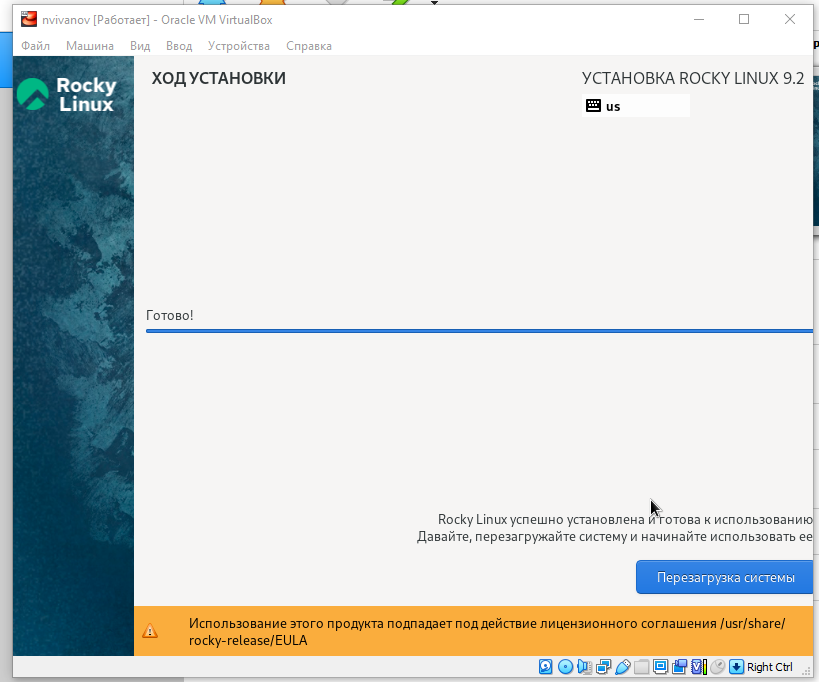 nvivanov [Работает] - Oracle VM VirtualBox
Файл Машина Вид Ввод Устройства Справка
Rocky
Linux
ХОД УСТАНОВКИ
УСТАНОВКА ROCKY LINUX 9.2
us
Готово!
Rocky Linux успешно установлена и готова к использованию
Давайте, перезагружайте систему и начинайте использовать ее
Перезагрузка системы
Использование этого продукта подпадает под действие лицензионного соглашения /usr/share/
rocky-release/EULA
Right Ctrl